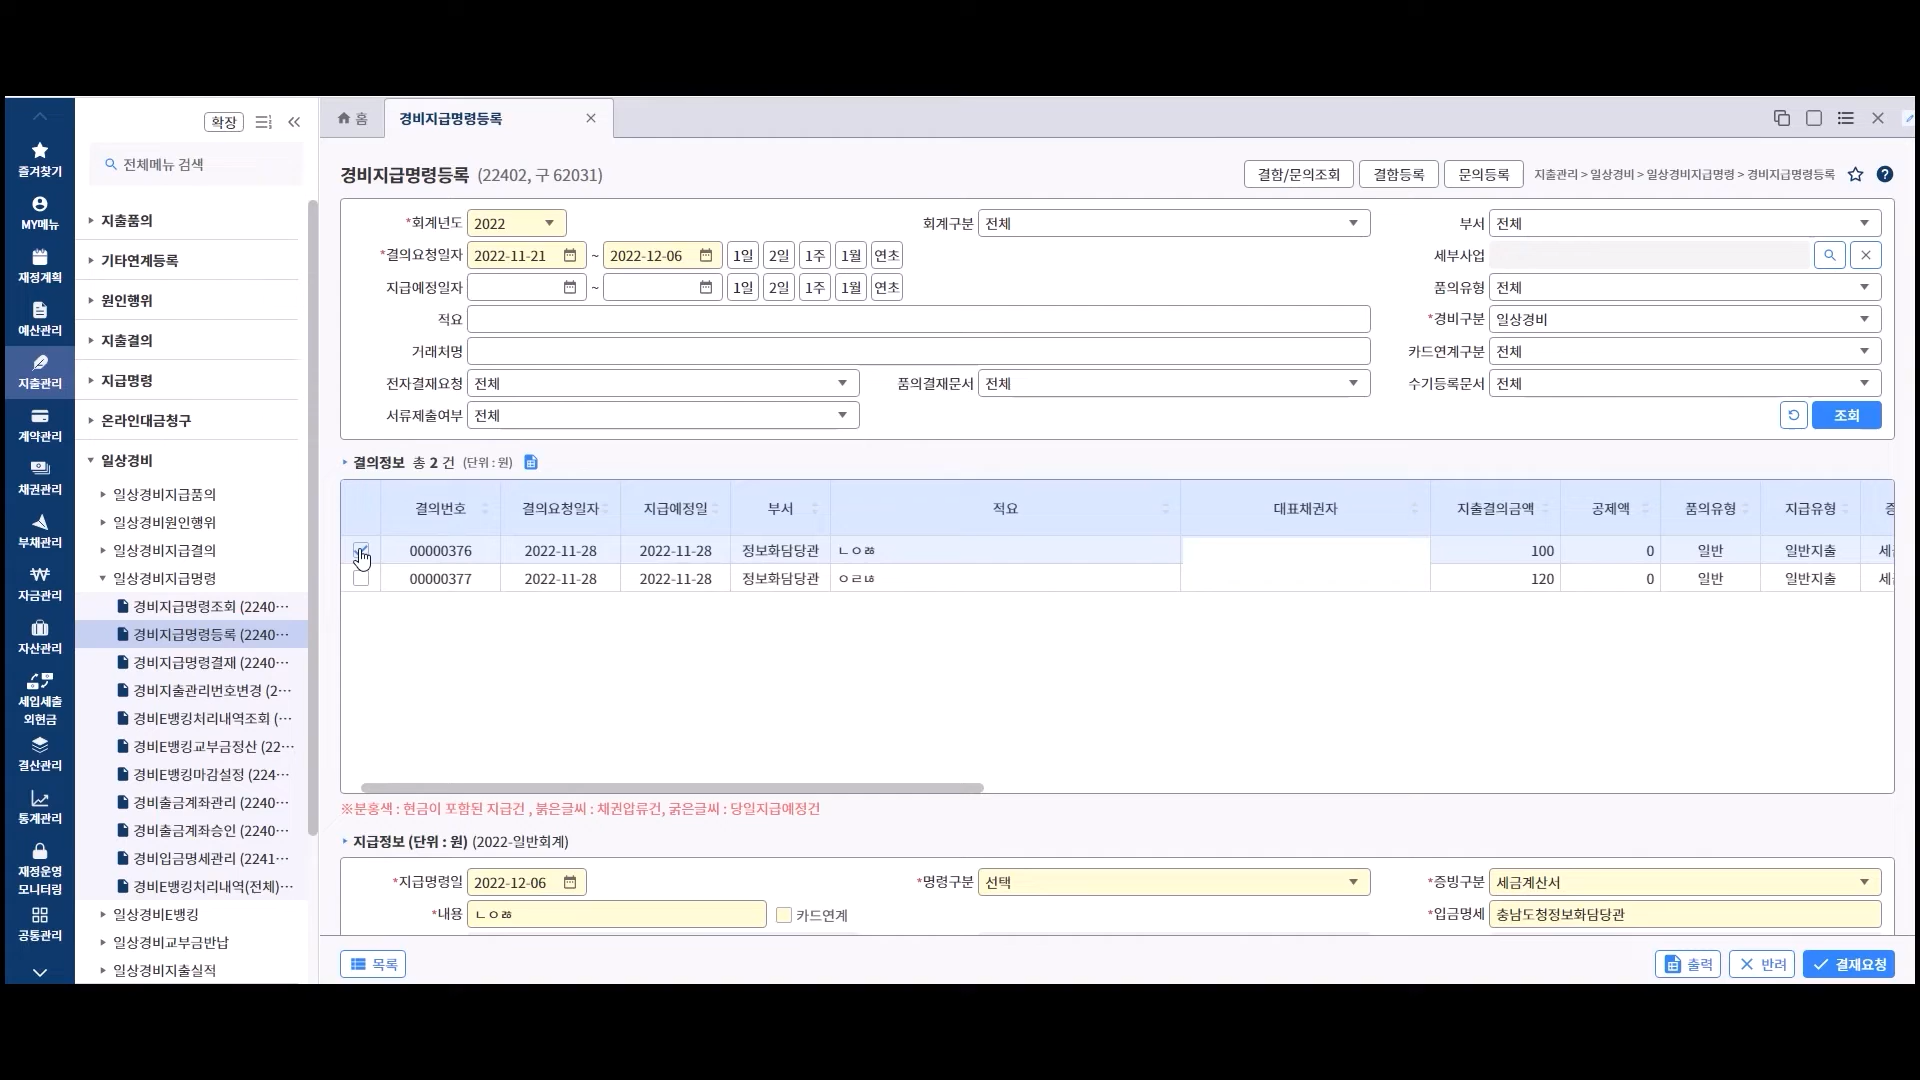 즐겨찾기
MY메뉴
재정계획
예산관리
지출관리
계약관리
채권관리
부채관리
자금관리
자산관리
세입세출
외현금
결산관리
통계관리
재정운영
모니터링
공통관리
확장
전체메뉴 검색
지출품의
기타연계등록
원인행위
지출결의
지급명령
온라인대금청구
일상경비
일상경비지급품의
일상경비원인행위
일상경비지급결의
일상경비지급명령
경비지급명령조회 (2240···
경비지급명령등록 (2240···
경비지급명령결재 (2240···
경비지출관리번호변경 (2···
경비E뱅킹처리내역조회 (···
경비E뱅킹교부금정산 (22···
경비E뱅킹마감설정 (224···
경비출금계좌관리 (2240···
경비출금계좌승인 (2240···
경비입금명세관리 (2241···
경비E뱅킹처리내역(전체)···
일상경비E뱅킹
일상경비교부금반납
일상경비지출실적
홈 경비지급명령등록
경비지급명령등록 (22402, 구 62031) 결함/문의조회 결함등록 문의등록 지출관리 > 일상경비 > 일상경비지급명령 > 경비지급명령등록
*회계년도 2022 회계구분 전체 부서 전체
*결의요청일자 2022-11-21 ~ 2022-12-06 1일 2일 1주 1월 연초 세부사업
지급예정일자 ~ 1일 2일 1주 1월 연초 품의유형 전체
적요 *경비구분 일상경비
거래처명 카드연계구분 전체
전자결재요청 전체 품의결재문서 전체 수기등록문서 전체
서류제출여부 전체 조회
결의정보 총 2 건 (단위 : 원)
결의번호 결의요청일자 지급예정일 부서 적요 대표채권자 지출결의금액 공제액 품의유형 지급유형 증
00000376 2022-11-28 2022-11-28 정보화담당관 100 0 일반 일반지출 세
00000377 2022-11-28 2022-11-28 정보화담당관 120 0 일반 일반지출 세
※분홍색 : 현금이 포함된 지급건 , 붉은글씨 : 채권압류건, 굵은글씨 : 당일지급예정건
지급정보 (단위 : 원) (2022-일반회계)
*지급명령일 2022-12-06 *명령구분 선택 *증빙구분 세금계산서
*내용 카드연계 *입금명세 충남도청정보화담당관
목록 출력 반려 결재요청